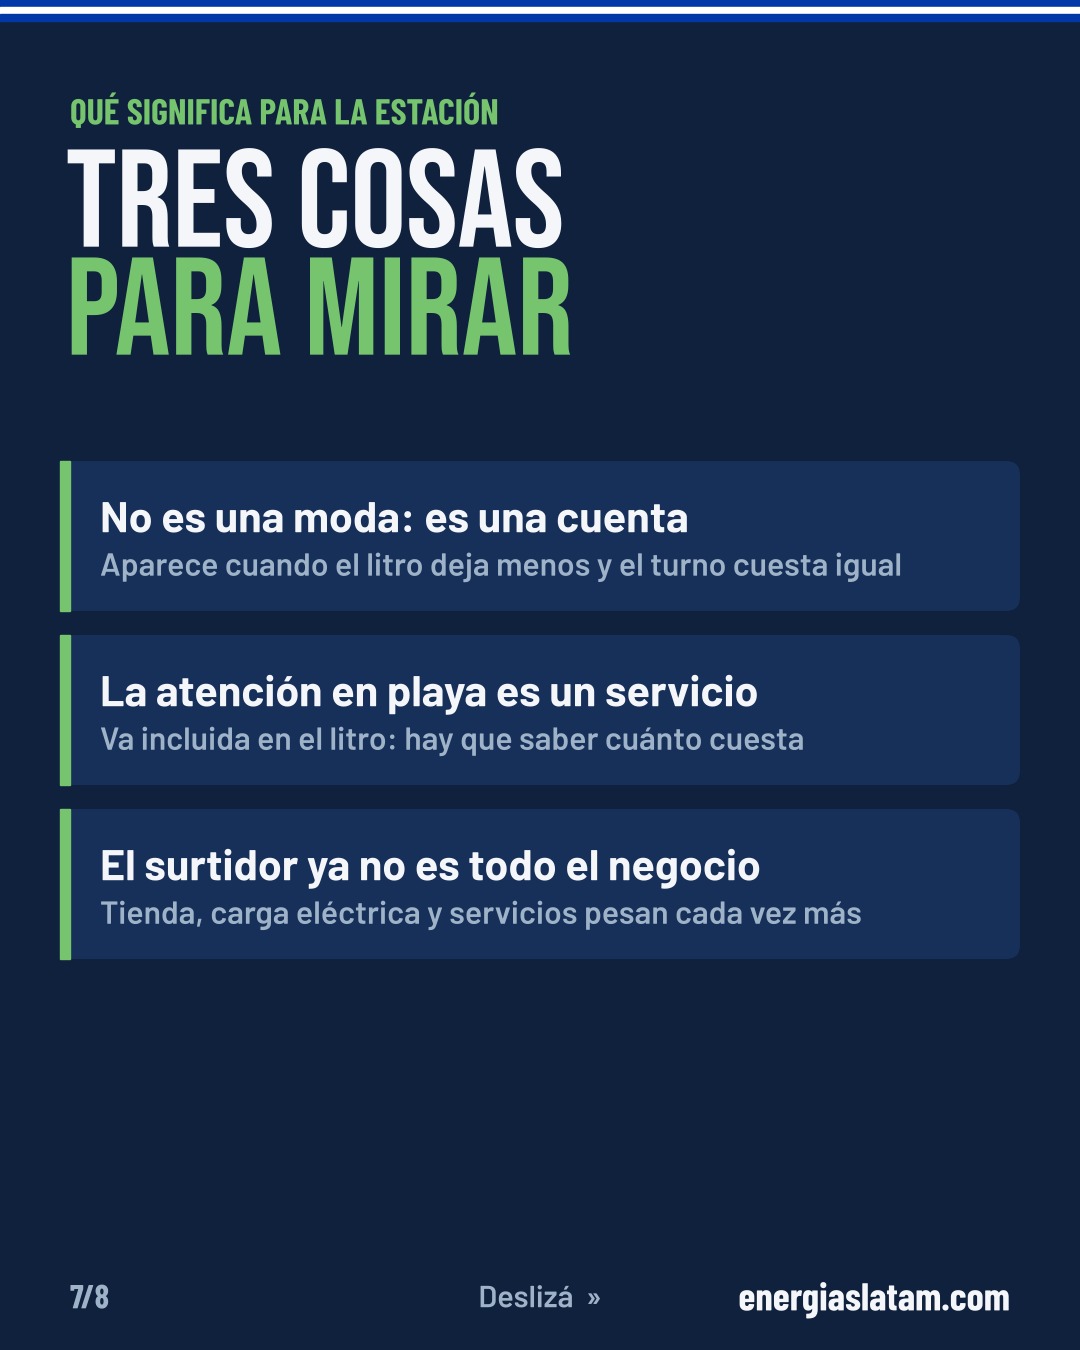 QUÉ SIGNIFICA PARA LA ESTACIÓN
TRES COSAS
PARA MIRAR
No es una moda: es una cuenta
Aparece cuando el litro deja menos y el turno cuesta igual
La atención en playa es un servicio
Va incluida en el litro: hay que saber cuánto cuesta
El surtidor ya no es todo el negocio
Tienda, carga eléctrica y servicios pesan cada vez más
7/8
Deslizá »
energiaslatam.com